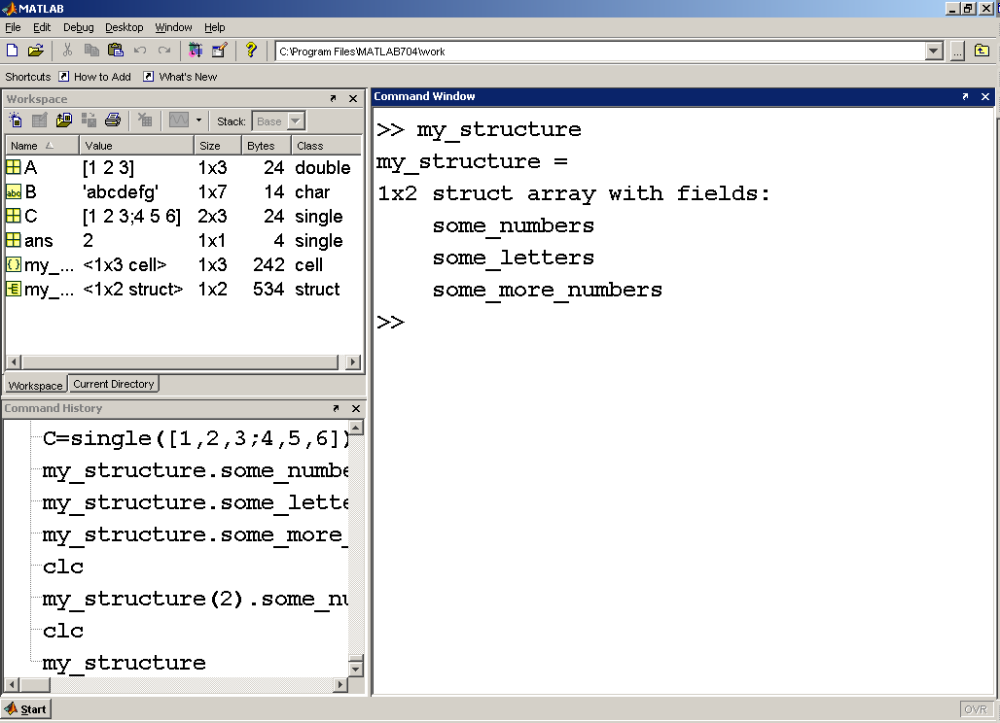 MATLAB
File Edit Debug Desktop Window Help
C:\Program Files\MATLAB704\work
...
Shortcuts How to Add What's New
Workspace
Stack: Base
Name Value Size Bytes Class
A [1 2 3] 1x3 24 double
abc B 'abcdefg' 1x7 14 char
C [1 2 3;4 5 6] 2x3 24 single
ans 2 1x1 4 single
{} my_... <1x3 cell> 1x3 242 cell
my_... <1x2 struct> 1x2 534 struct
Workspace Current Directory
Command History
C=single([1,2,3;4,5,6])
my_structure.some_numbe
my_structure.some_lette
my_structure.some_more_
clc
my_structure(2).some_nu
clc
my_structure
Command Window
>> my_structure
my_structure =
1x2 struct array with fields:
some_numbers
some_letters
some_more_numbers
>>
Start
OVR